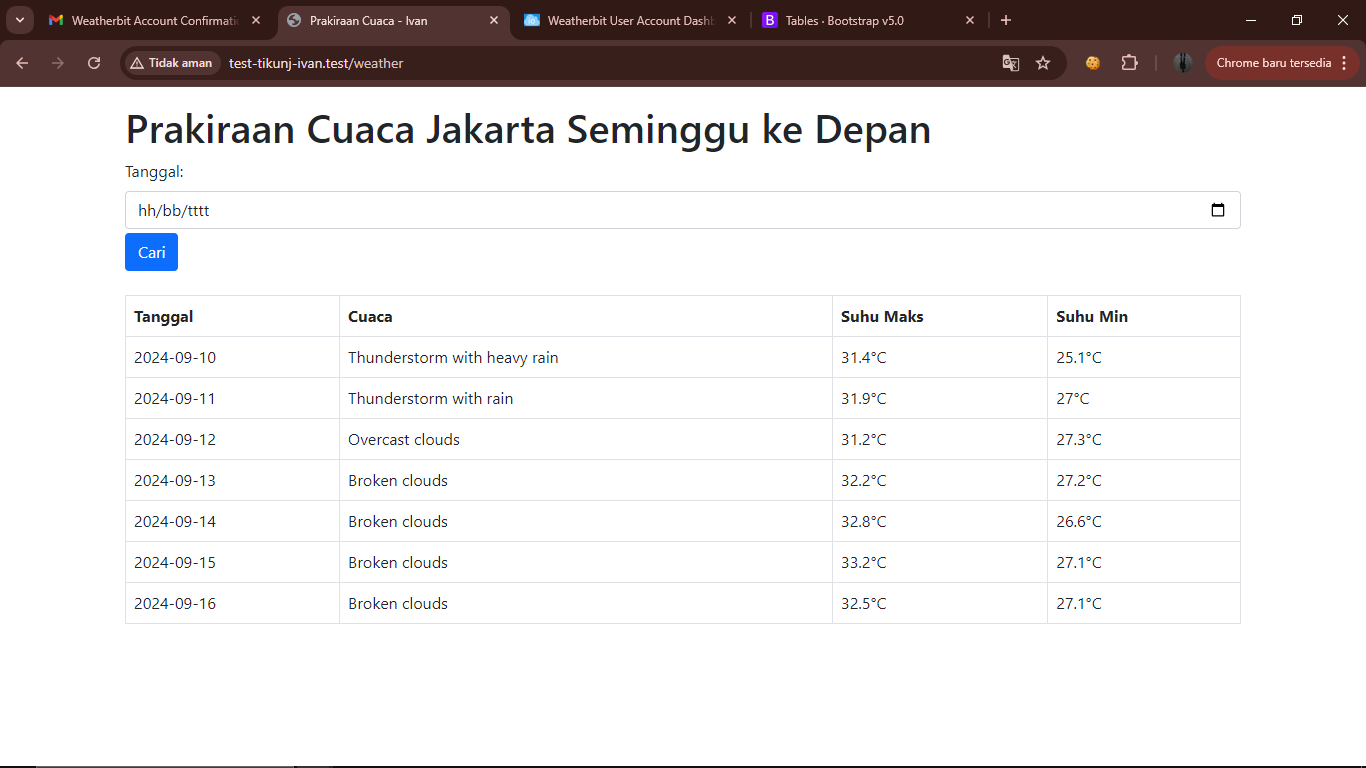 Weatherbit Account Confirmati
Prakiraan Cuaca - Ivan
Weatherbit User Account Dashb
B Tables · Bootstrap v5.0
Tidak aman test-tikunj-ivan.test/weather Chrome baru tersedia
Prakiraan Cuaca Jakarta Seminggu ke Depan
Tanggal:
hh/bb/tttt
Cari
Tanggal Cuaca Suhu Maks Suhu Min
2024-09-10 Thunderstorm with heavy rain 31.4°C 25.1°C
2024-09-11 Thunderstorm with rain 31.9°C 27°C
2024-09-12 Overcast clouds 31.2°C 27.3°C
2024-09-13 Broken clouds 32.2°C 27.2°C
2024-09-14 Broken clouds 32.8°C 26.6°C
2024-09-15 Broken clouds 33.2°C 27.1°C
2024-09-16 Broken clouds 32.5°C 27.1°C